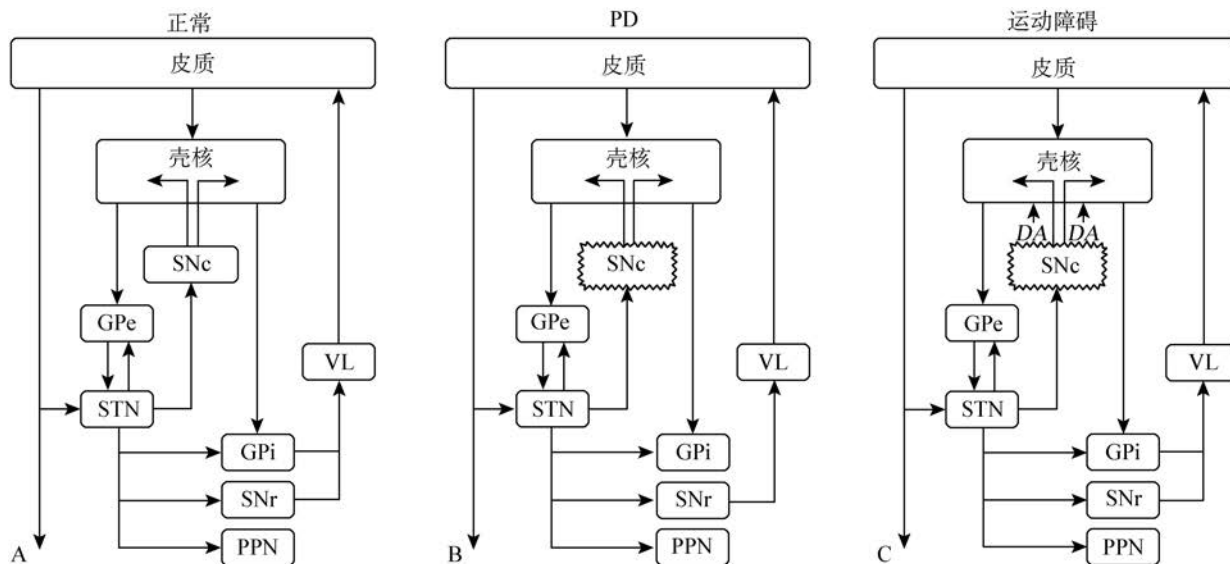 正常
皮质
壳核
SNc
GPe
VL
STN
GPi
SNr
PPN
A
PD
皮质
壳核
SNc
GPe
VL
STN
GPi
SNr
PPN
B
运动障碍
皮质
壳核
DA DA
SNc
GPe
VL
STN
GPi
SNr
PPN
C